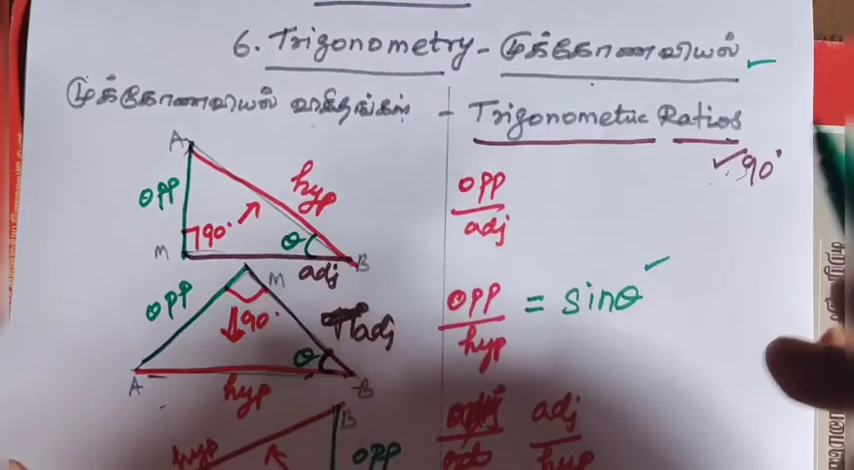 6. Trigonometry - முக்கோணவியல்
முக்கோணவியல் வாகிதங்கள் - Trigonometric Ratios
90°
A
opp
hyp
90°
θ
M
adj
B
opp
adj
M
opp
90°
adj
θ
A
hyp
B
opp
hyp
= sinθ
B
hyp
opp
adj
hyp